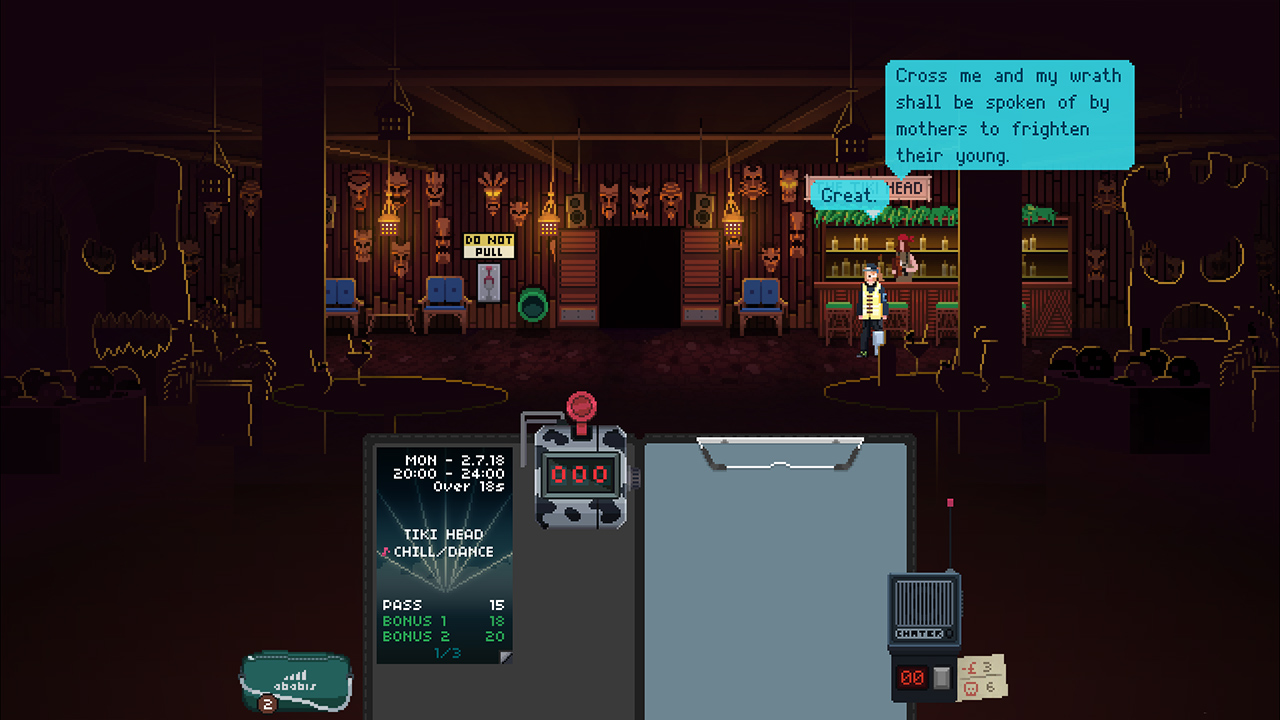 Cross me and my wrath
shall be spoken of by
mothers to frighten
their young.
Great.
HEAD
DO NOT
PULL
MON - 2.7.18
20:00 - 24:00
Over 18s
TIKI HEAD
CHILL/DANCE
PASS 15
BONUS 1 18
BONUS 2 20
1/3
000
ababis
2
CHATER
00
-£ 3
6